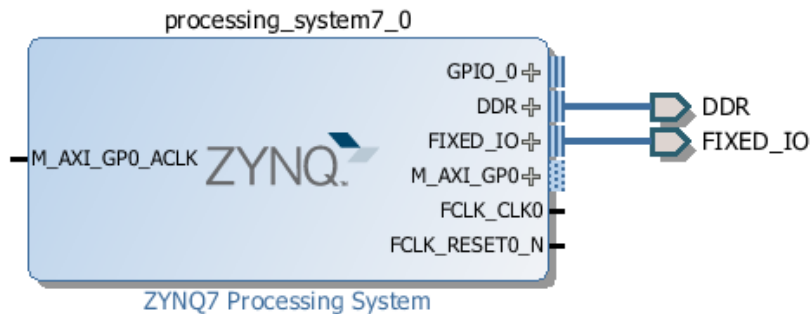 processing_system7_0
GPIO_0
DDR
FIXED_IO
M_AXI_GP0_ACLK
ZYNQ
M_AXI_GP0
FCLK_CLK0
FCLK_RESET0_N
DDR
FIXED_IO
ZYNQ7 Processing System